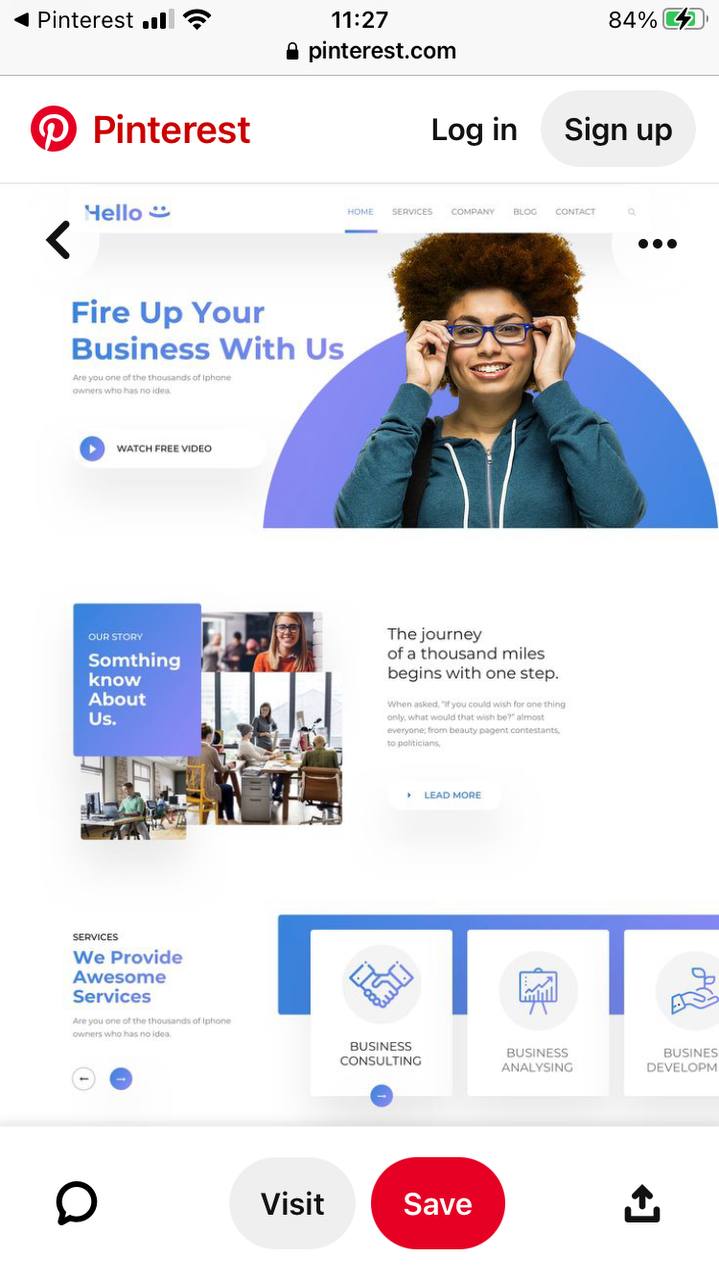 Pinterest
11:27
84%
pinterest.com
Pinterest
Log in
Sign up
Hello
HOME
SERVICES
COMPANY
BLOG
CONTACT
Fire Up Your
Business With Us
Are you one of the thousands of Iphone
owners who has no idea.
WATCH FREE VIDEO
OUR STORY
Somthing
know
About
Us.
The journey
of a thousand miles
begins with one step.
When asked, "If you could wish for one thing
only, what would that wish be?" almost
everyone; from beauty pagent contestants,
to politicians,
LEAD MORE
SERVICES
We Provide
Awesome
Services
Are you one of the thousands of Iphone
owners who has no idea.
BUSINESS
CONSULTING
BUSINESS
ANALYSING
BUSINES
DEVELOPM
Visit
Save